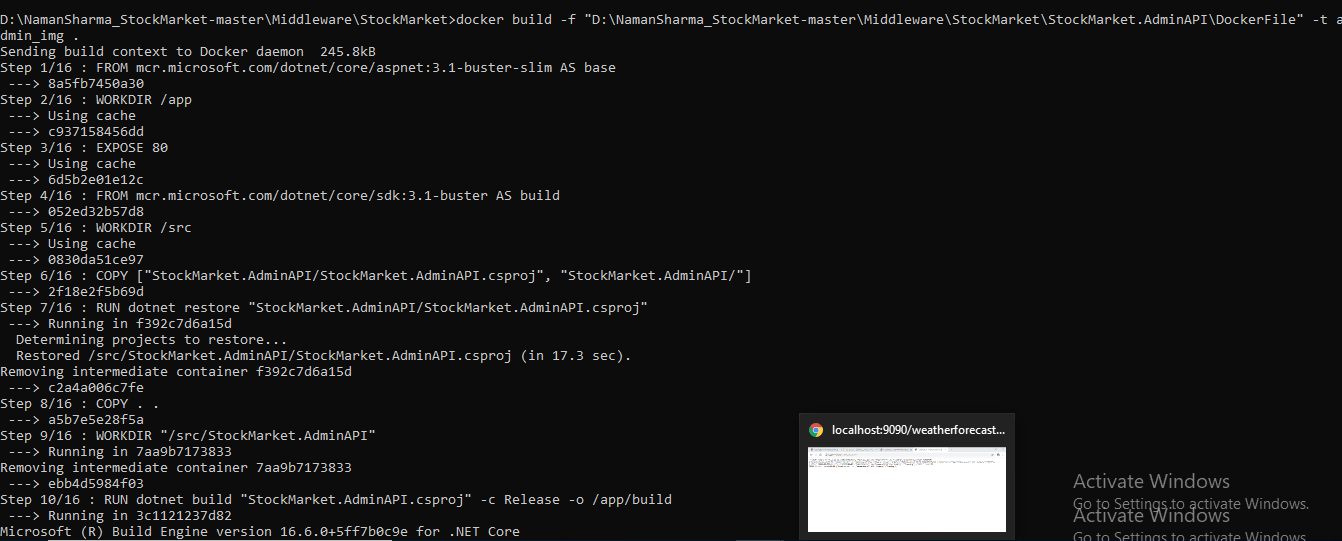 D:\NamanSharma_StockMarket-master\Middleware\StockMarket>docker build -f "D:\NamanSharma_StockMarket-master\Middleware\StockMarket\StockMarket.AdminAPI\DockerFile" -t a
dmin_img .
Sending build context to Docker daemon  245.8kB
Step 1/16 : FROM mcr.microsoft.com/dotnet/core/aspnet:3.1-buster-slim AS base
 ---> 8a5fb7450a30
Step 2/16 : WORKDIR /app
 ---> Using cache
 ---> c937158456dd
Step 3/16 : EXPOSE 80
 ---> Using cache
 ---> 6d5b2e01e12c
Step 4/16 : FROM mcr.microsoft.com/dotnet/core/sdk:3.1-buster AS build
 ---> 052ed32b57d8
Step 5/16 : WORKDIR /src
 ---> Using cache
 ---> 0830da51ce97
Step 6/16 : COPY ["StockMarket.AdminAPI/StockMarket.AdminAPI.csproj", "StockMarket.AdminAPI/"]
 ---> 2f18e2f5b69d
Step 7/16 : RUN dotnet restore "StockMarket.AdminAPI/StockMarket.AdminAPI.csproj"
 ---> Running in f392c7d6a15d
  Determining projects to restore...
  Restored /src/StockMarket.AdminAPI/StockMarket.AdminAPI.csproj (in 17.3 sec).
Removing intermediate container f392c7d6a15d
 ---> c2a4a006c7fe
Step 8/16 : COPY . .
 ---> a5b7e5e28f5a
Step 9/16 : WORKDIR "/src/StockMarket.AdminAPI"
 ---> Running in 7aa9b7173833
Removing intermediate container 7aa9b7173833
 ---> ebb4d5984f03
Step 10/16 : RUN dotnet build "StockMarket.AdminAPI.csproj" -c Release -o /app/build
 ---> Running in 3c1121237d82
Microsoft (R) Build Engine version 16.6.0+5ff7b0c9e for .NET Core
localhost:9090/weatherforecast...
Activate Windows
Go to Settings to activate Windows.
Activate Windows
Go to Settings to activate Windows.